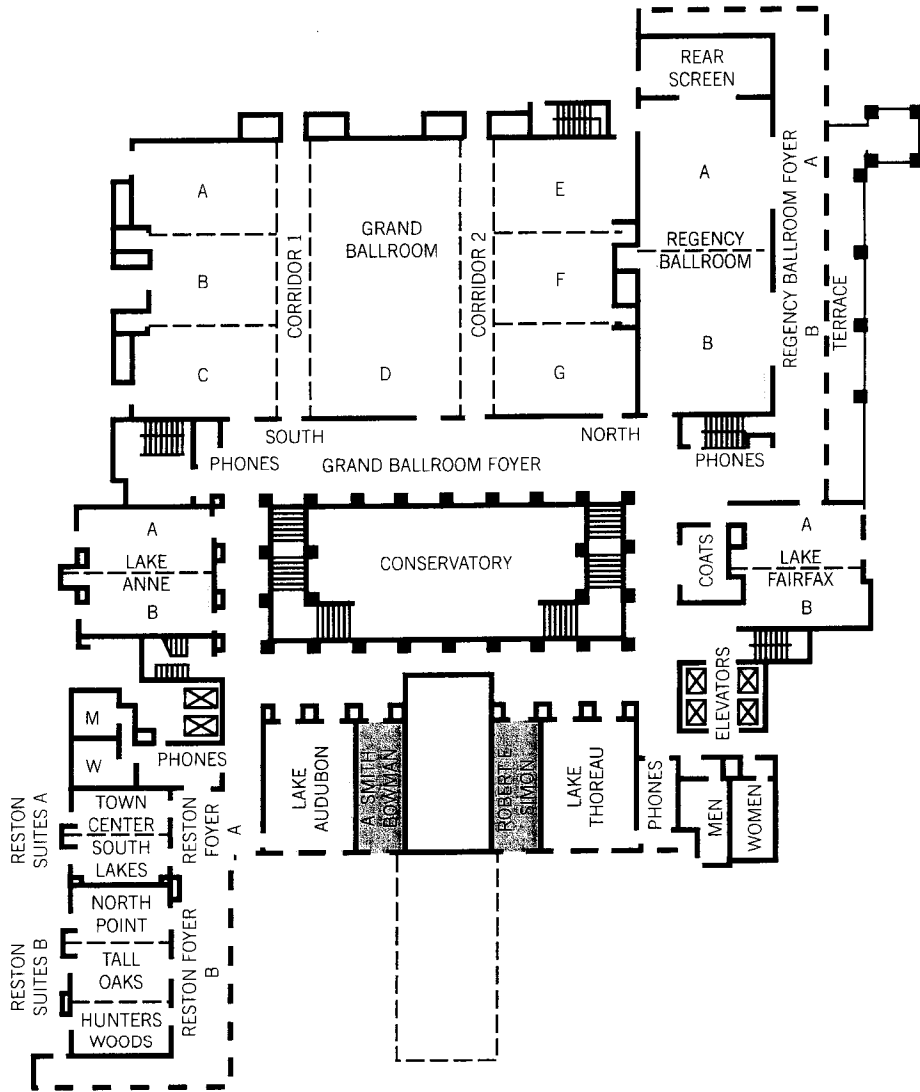 REAR
SCREEN
A
REGENCY
BALLROOM
B
REGENCY BALLROOM FOYER
A
B
TERRACE
A
B
C
CORRIDOR 1
GRAND
BALLROOM
D
CORRIDOR 2
E
F
G
SOUTH
NORTH
PHONES
GRAND BALLROOM FOYER
PHONES
A
LAKE
ANNE
B
CONSERVATORY
COATS
A
LAKE
FAIRFAX
B
ELEVATORS
M
W
PHONES
LAKE
AUDUBON
A SMITH
BOWMAN
ROBERT E
SIMON
LAKE
THOREAU
PHONES
MEN
WOMEN
RESTON
SUITES A
TOWN
CENTER
SOUTH
LAKES
RESTON
FOYER
A
RESTON
SUITES B
NORTH
POINT
TALL
OAKS
HUNTERS
WOODS
RESTON FOYER
B